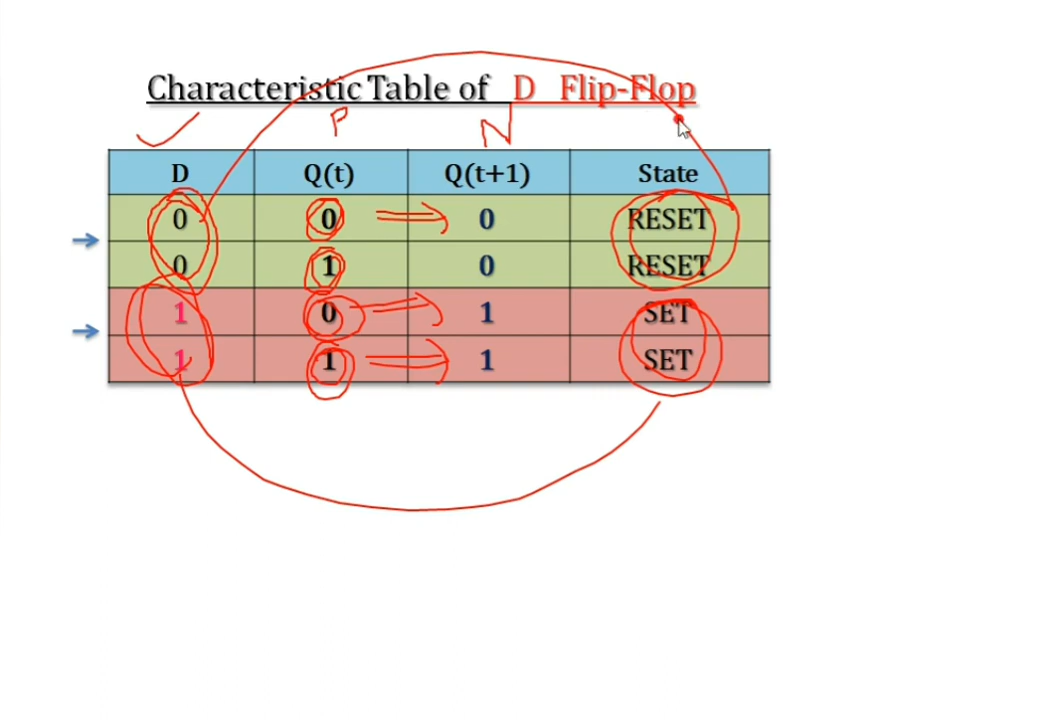 Characteristic Table of D Flip-Flop
P N
D Q(t) Q(t+1) State
0 0 0 RESET
0 1 0 RESET
1 0 1 SET
1 1 1 SET